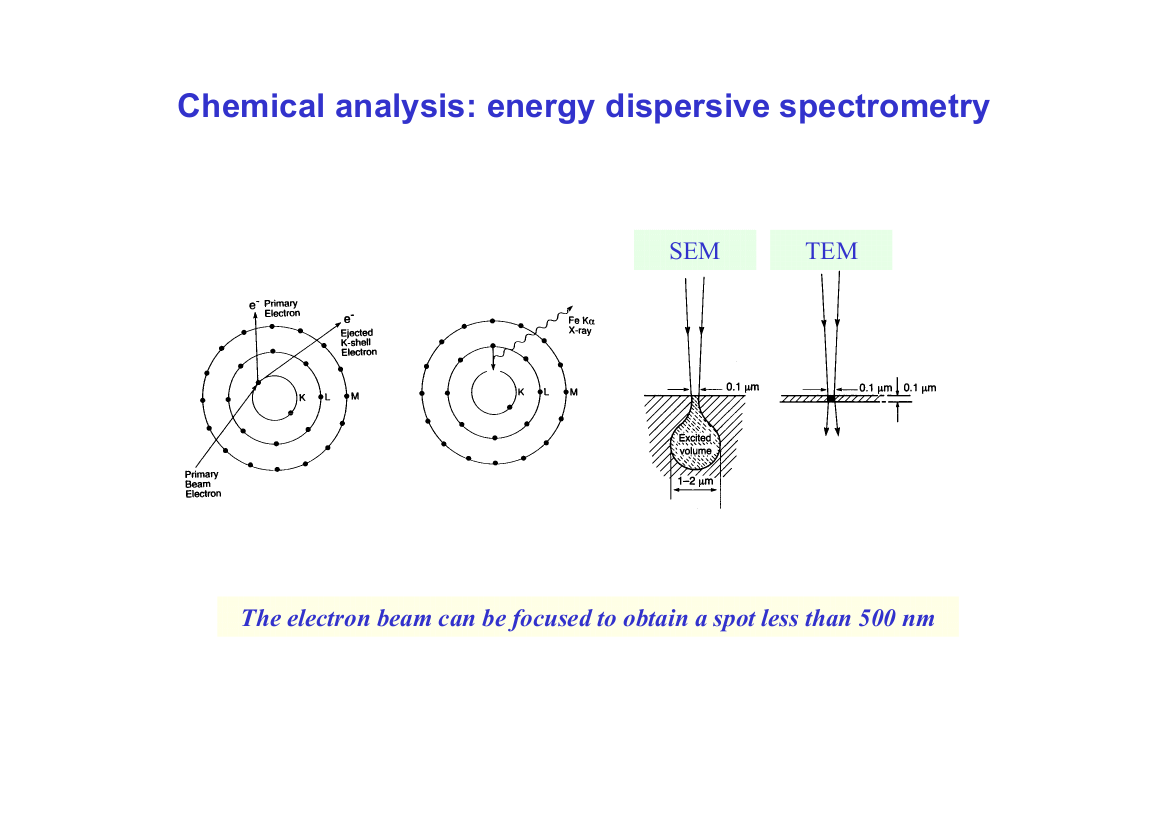 Chemical analysis: energy dispersive spectrometry
SEM
TEM
e- Primary
Electron
e-
Ejected
K-shell
Electron
K
L
M
Primary
Beam
Electron
Fe Kα
X-ray
K
L
M
0.1 µm
Excited
volume
1–2 µm
0.1 µm
0.1 µm
The electron beam can be focused to obtain a spot less than 500 nm